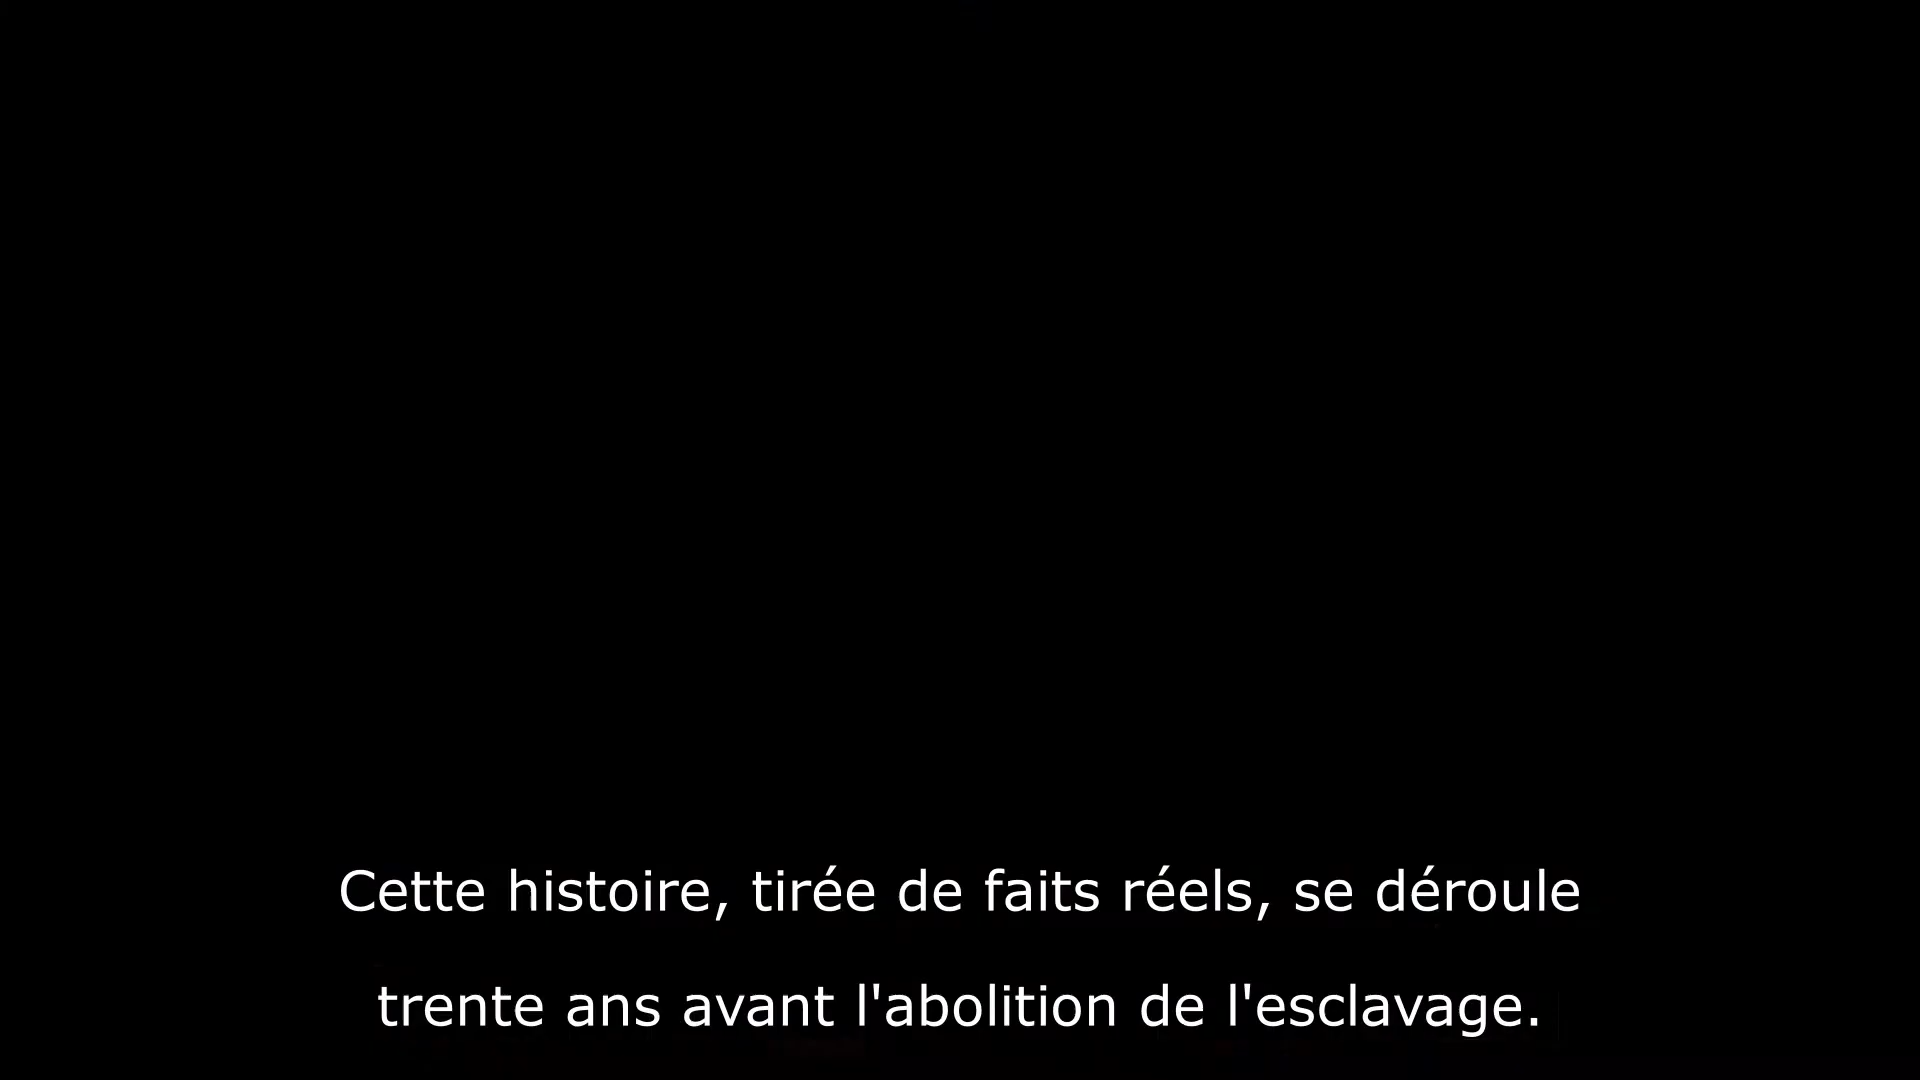 Cette histoire, tirée de faits réels, se déroule
trente ans avant l'abolition de l'esclavage.